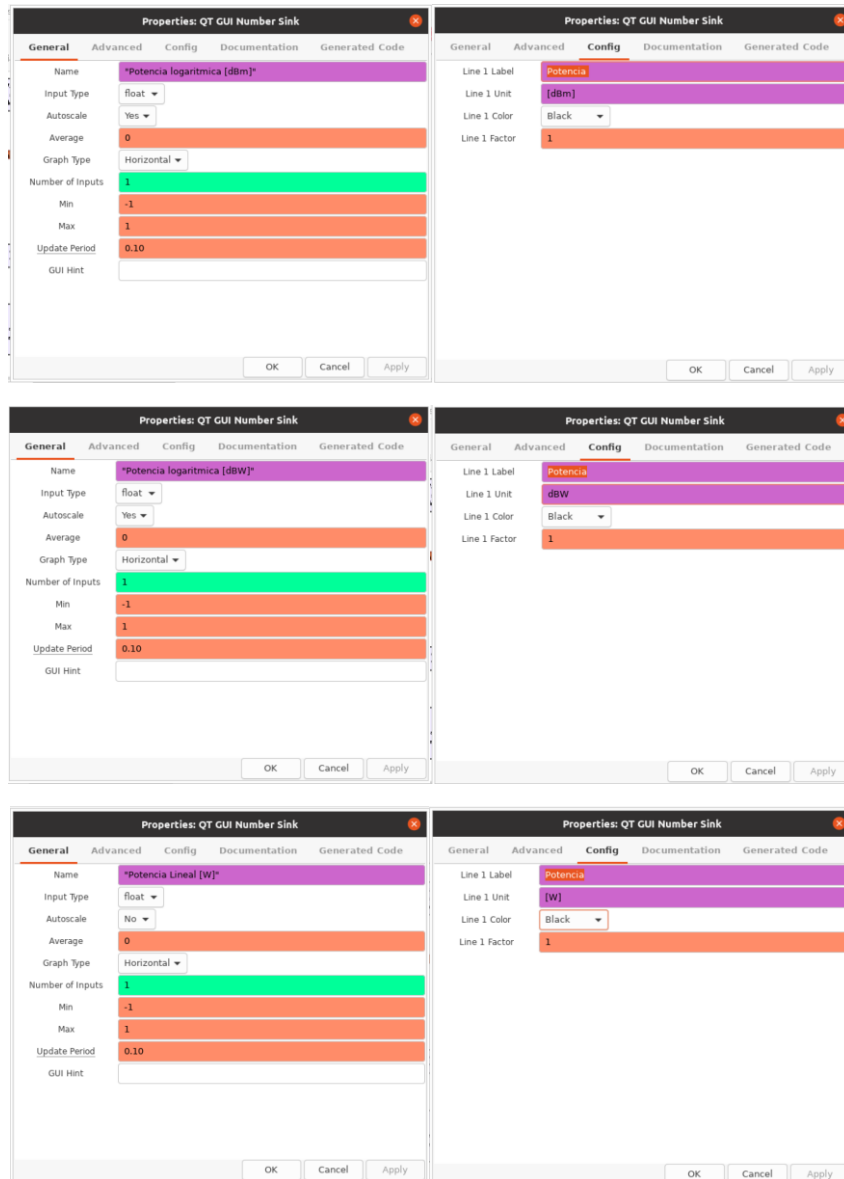 Properties: QT GUI Number Sink
General Advanced Config Documentation Generated Code
Name "Potencia logaritmica [dBm]"
Input Type float
Autoscale Yes
Average 0
Graph Type Horizontal
Number of Inputs 1
Min -1
Max 1
Update Period 0.10
GUI Hint
OK Cancel Apply
Properties: QT GUI Number Sink
General Advanced Config Documentation Generated Code
Line 1 Label Potencia
Line 1 Unit [dBm]
Line 1 Color Black
Line 1 Factor 1
OK Cancel Apply
Properties: QT GUI Number Sink
General Advanced Config Documentation Generated Code
Name "Potencia logaritmica [dBW]"
Input Type float
Autoscale Yes
Average 0
Graph Type Horizontal
Number of Inputs 1
Min -1
Max 1
Update Period 0.10
GUI Hint
OK Cancel Apply
Properties: QT GUI Number Sink
General Advanced Config Documentation Generated Code
Line 1 Label Potencia
Line 1 Unit dBW
Line 1 Color Black
Line 1 Factor 1
OK Cancel Apply
Properties: QT GUI Number Sink
General Advanced Config Documentation Generated Code
Name "Potencia Lineal [W]"
Input Type float
Autoscale No
Average 0
Graph Type Horizontal
Number of Inputs 1
Min -1
Max 1
Update Period 0.10
GUI Hint
OK Cancel Apply
Properties: QT GUI Number Sink
General Advanced Config Documentation Generated Code
Line 1 Label Potencia
Line 1 Unit [W]
Line 1 Color Black
Line 1 Factor 1
OK Cancel Apply